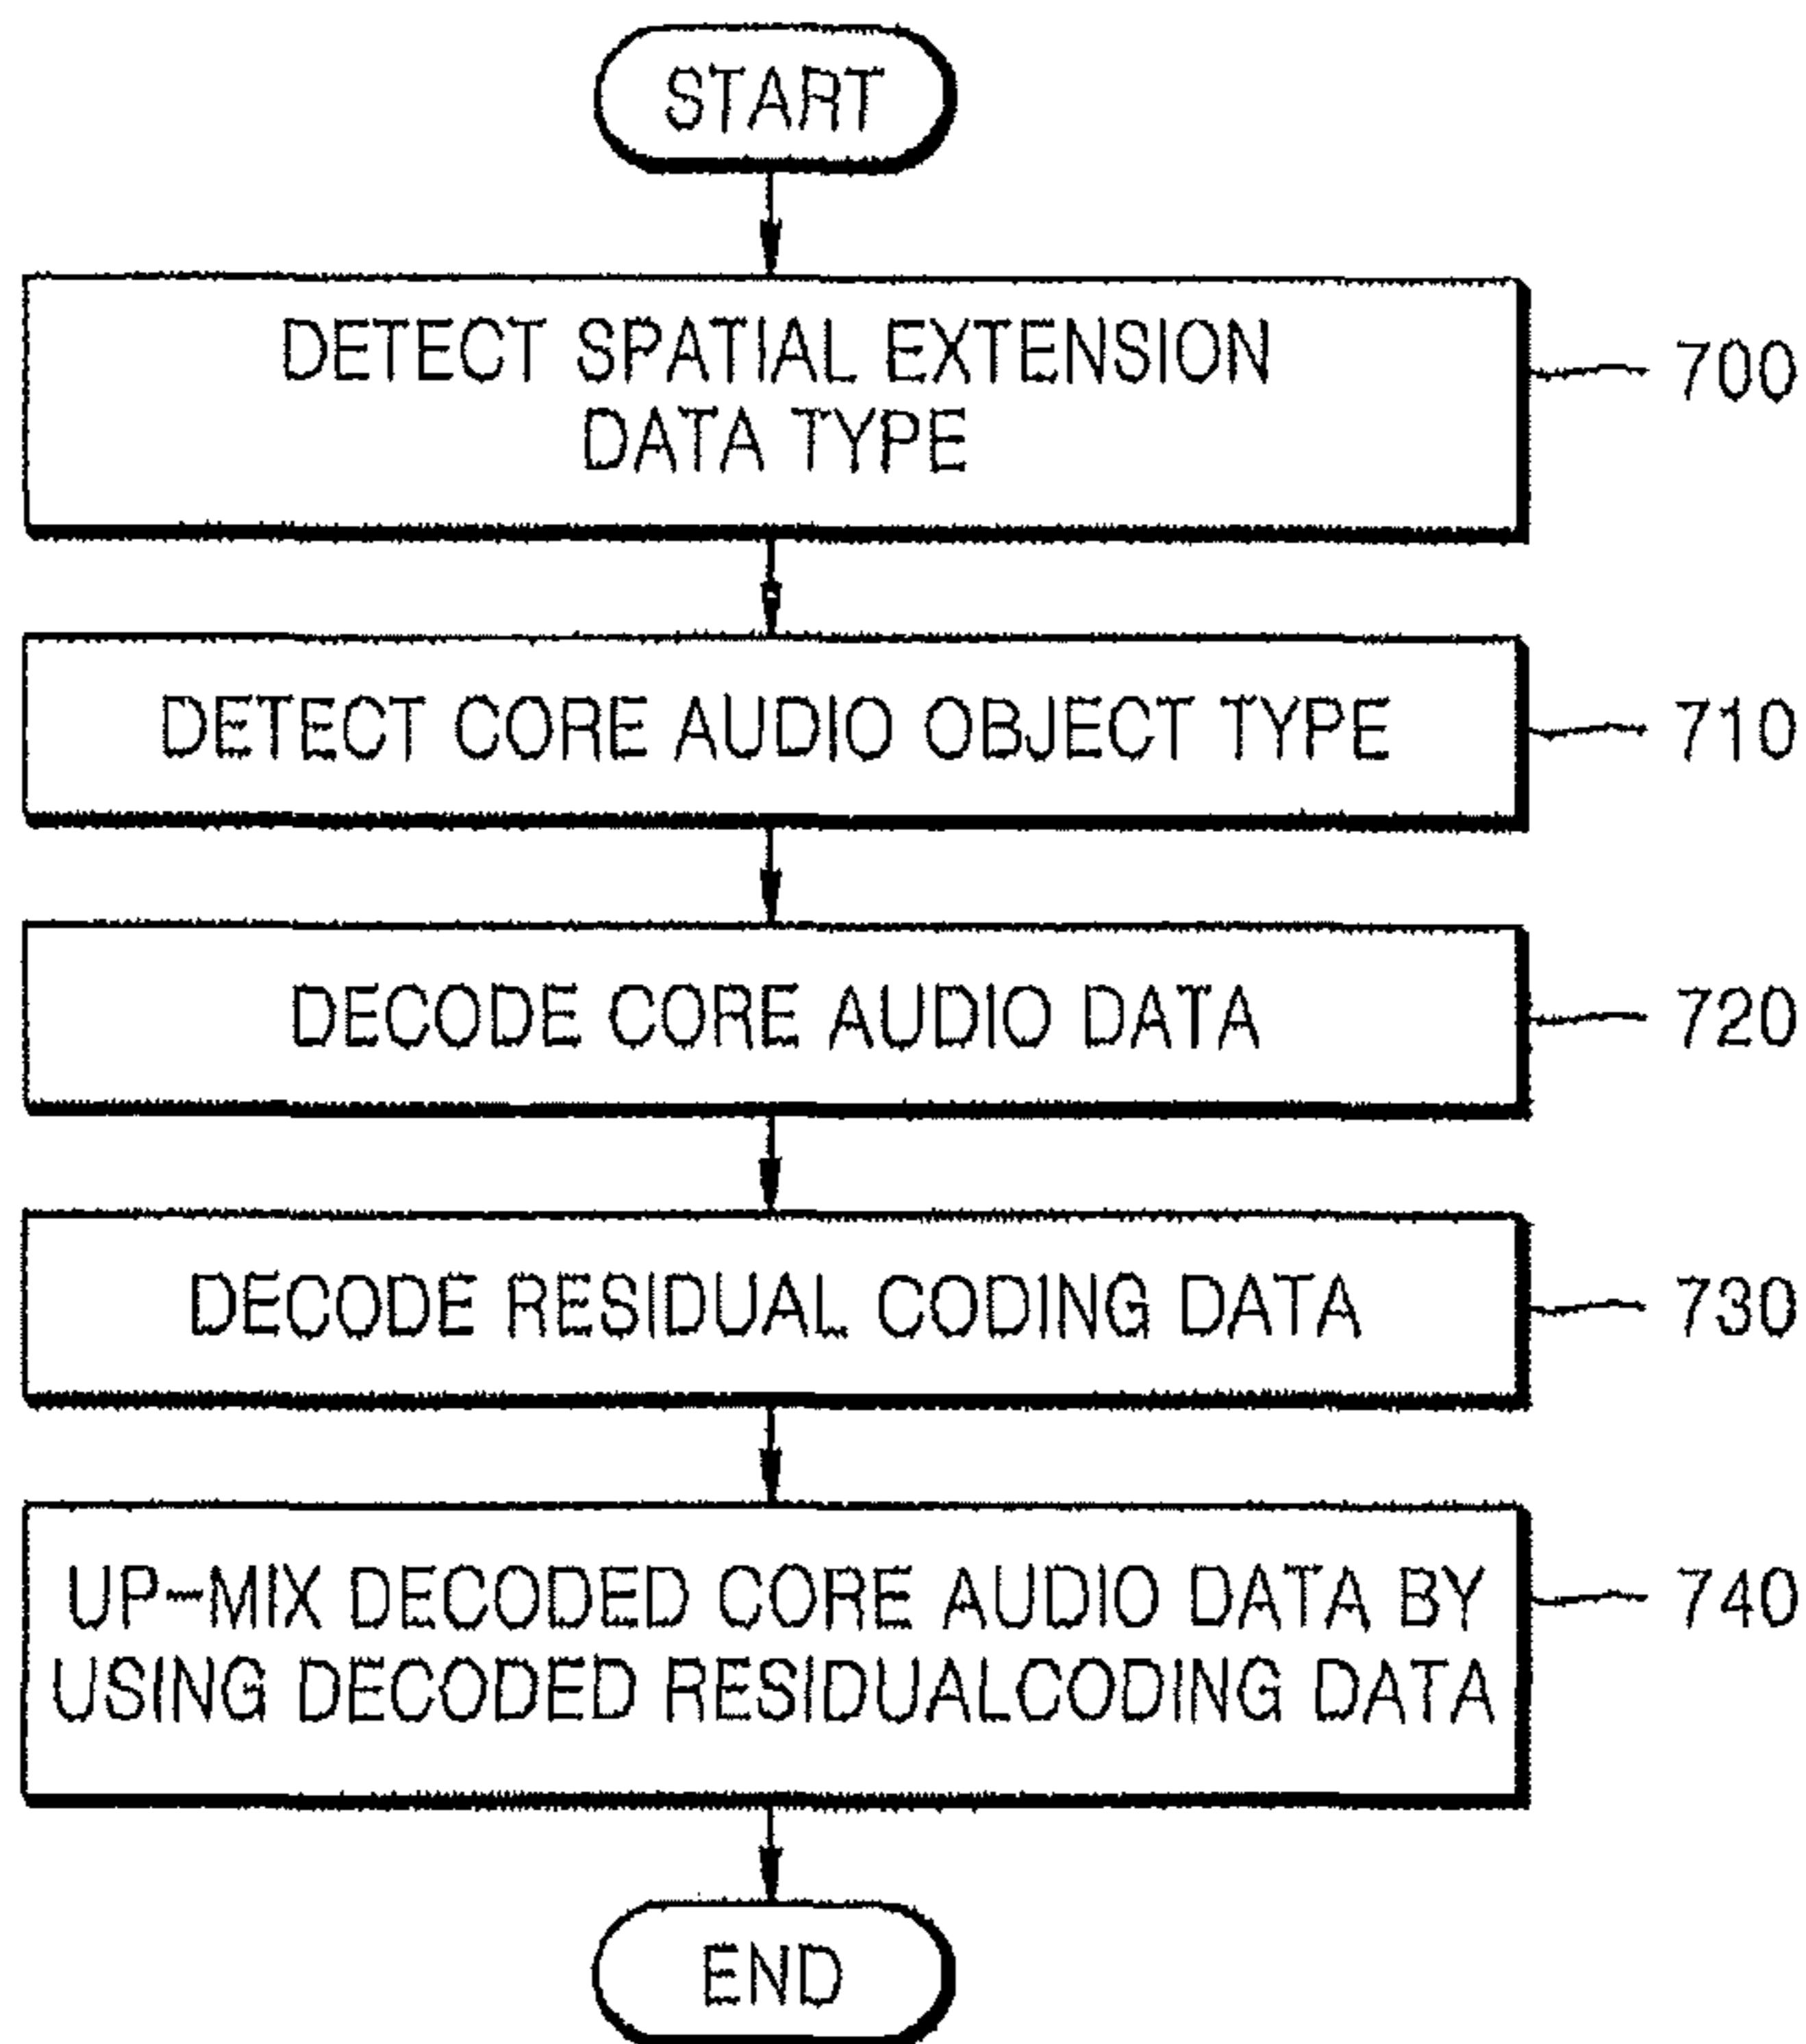 START
DETECT SPATIAL EXTENSION
DATA TYPE
700
DETECT CORE AUDIO OBJECT TYPE
710
DECODE CORE AUDIO DATA
720
DECODE RESIDUAL CODING DATA
730
UP-MIX DECODED CORE AUDIO DATA BY
USING DECODED RESIDUALCODING DATA
740
END